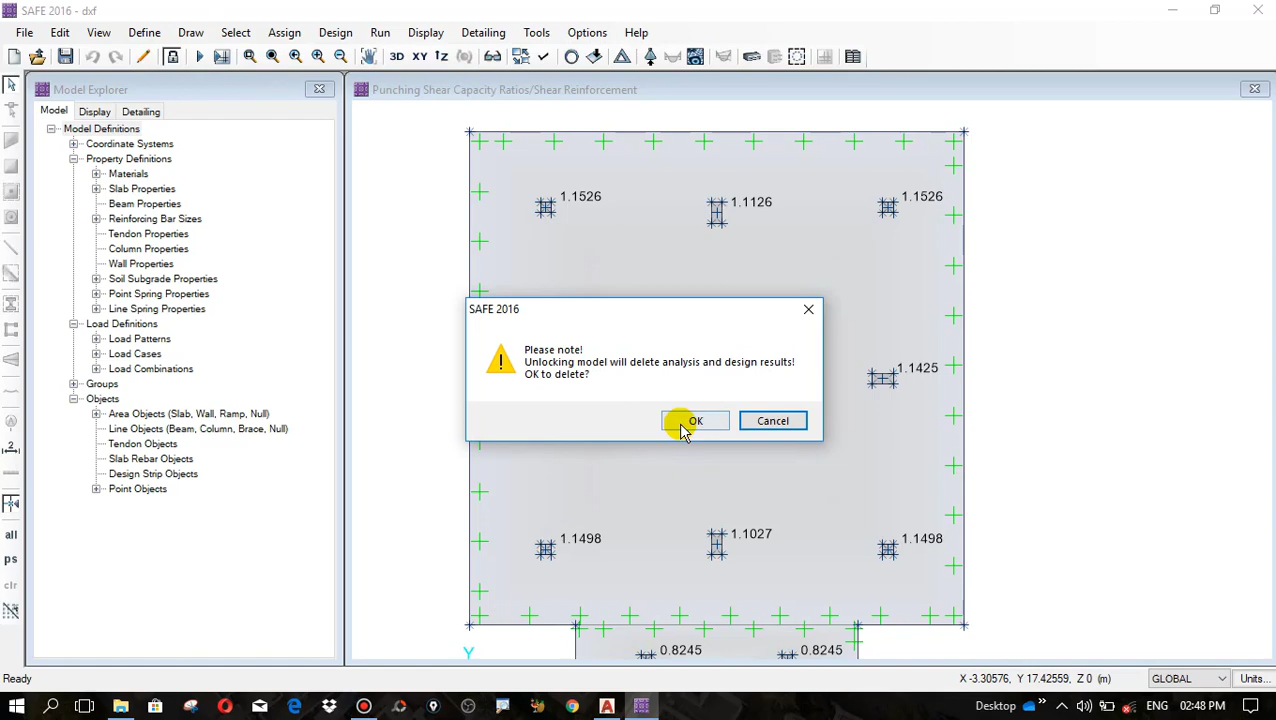 SAFE 2016 - dxf
File Edit View Define Draw Select Assign Design Run Display Detailing Tools Options Help
3D XY
Model Explorer
Punching Shear Capacity Ratios/Shear Reinforcement
Model Display Detailing
Model Definitions
Coordinate Systems
Property Definitions
Materials
Slab Properties
Beam Properties
Reinforcing Bar Sizes
Tendon Properties
Column Properties
Wall Properties
Soil Subgrade Properties
Point Spring Properties
Line Spring Properties
Load Definitions
Load Patterns
Load Cases
Load Combinations
Groups
Objects
Area Objects (Slab, Wall, Ramp, Null)
Line Objects (Beam, Column, Brace, Null)
Tendon Objects
Slab Rebar Objects
Design Strip Objects
Point Objects
all
ps
clr
1.1526 1.1126 1.1526
1.1425
1.1498 1.1027 1.1498
0.8245 0.8245
Y
SAFE 2016
Please note!
Unlocking model will delete analysis and design results!
OK to delete?
OK Cancel
Ready
X -3.30576, Y 17.42559, Z 0 (m)
GLOBAL
Units...
Desktop
02:48 PM